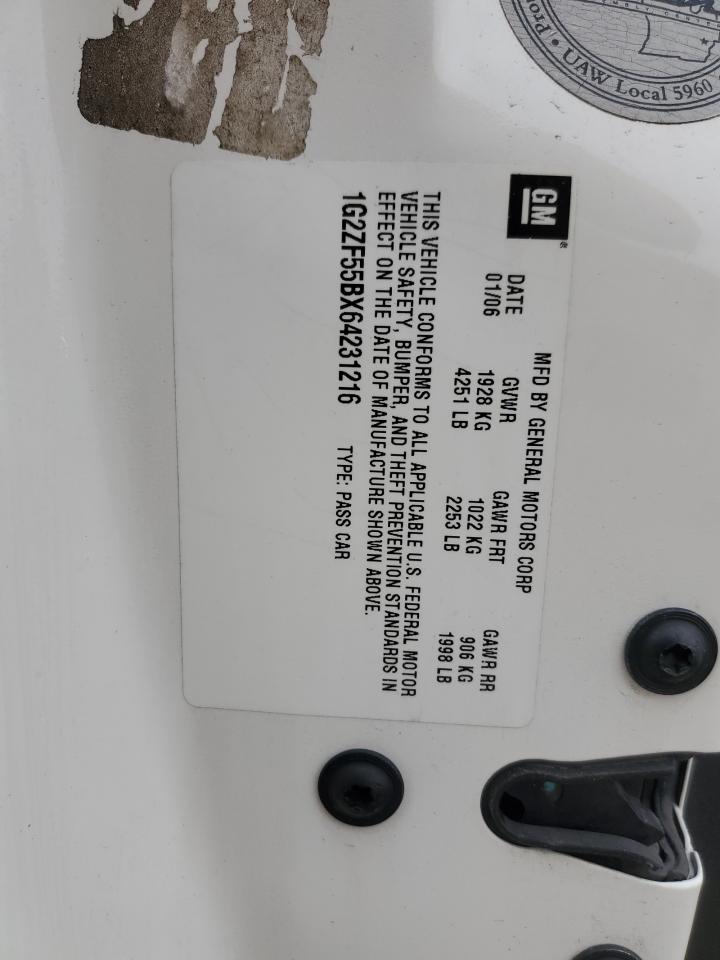 UAW Local 5960
GM
MFD BY GENERAL MOTORS CORP
DATE GVWR GAWR FRT GAWR RR
01/06 1928 KG 1022 KG 906 KG
4251 LB 2253 LB 1998 LB
THIS VEHICLE CONFORMS TO ALL APPLICABLE U.S. FEDERAL MOTOR
VEHICLE SAFETY, BUMPER, AND THEFT PREVENTION STANDARDS IN
EFFECT ON THE DATE OF MANUFACTURE SHOWN ABOVE.
1G2ZF55BX64231216 TYPE: PASS CAR